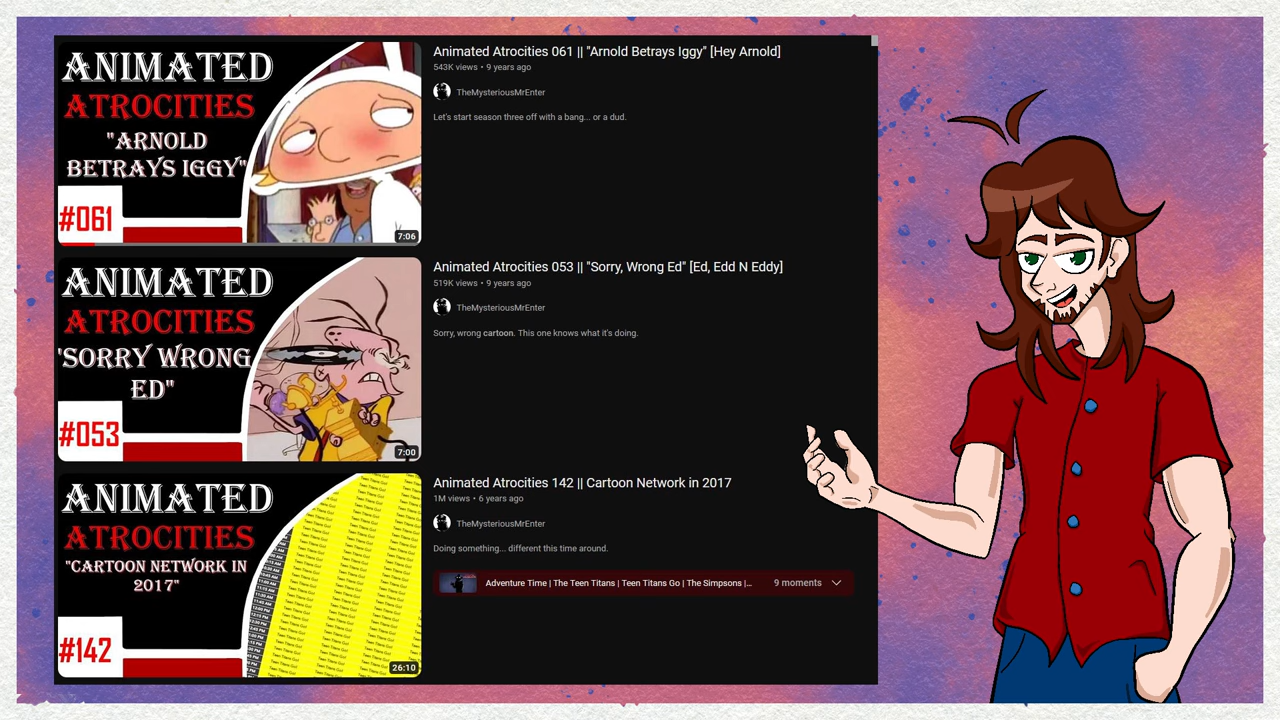 ANIMATED
ATROCITIES
"ARNOLD
BETRAYS IGGY"
#061
7:06
Animated Atrocities 061 || "Arnold Betrays Iggy" [Hey Arnold]
543K views • 9 years ago
TheMysteriousMrEnter
Let's start season three off with a bang... or a dud.
ANIMATED
ATROCITIES
"SORRY WRONG
ED"
#053
7:00
Animated Atrocities 053 || "Sorry, Wrong Ed" [Ed, Edd N Eddy]
519K views • 9 years ago
TheMysteriousMrEnter
Sorry, wrong cartoon. This one knows what it's doing.
ANIMATED
ATROCITIES
"CARTOON NETWORK IN
2017"
#142
26:10
Animated Atrocities 142 || Cartoon Network in 2017
1M views • 6 years ago
TheMysteriousMrEnter
Doing something... different this time around.
Adventure Time | The Teen Titans | Teen Titans Go | The Simpsons |...
9 moments